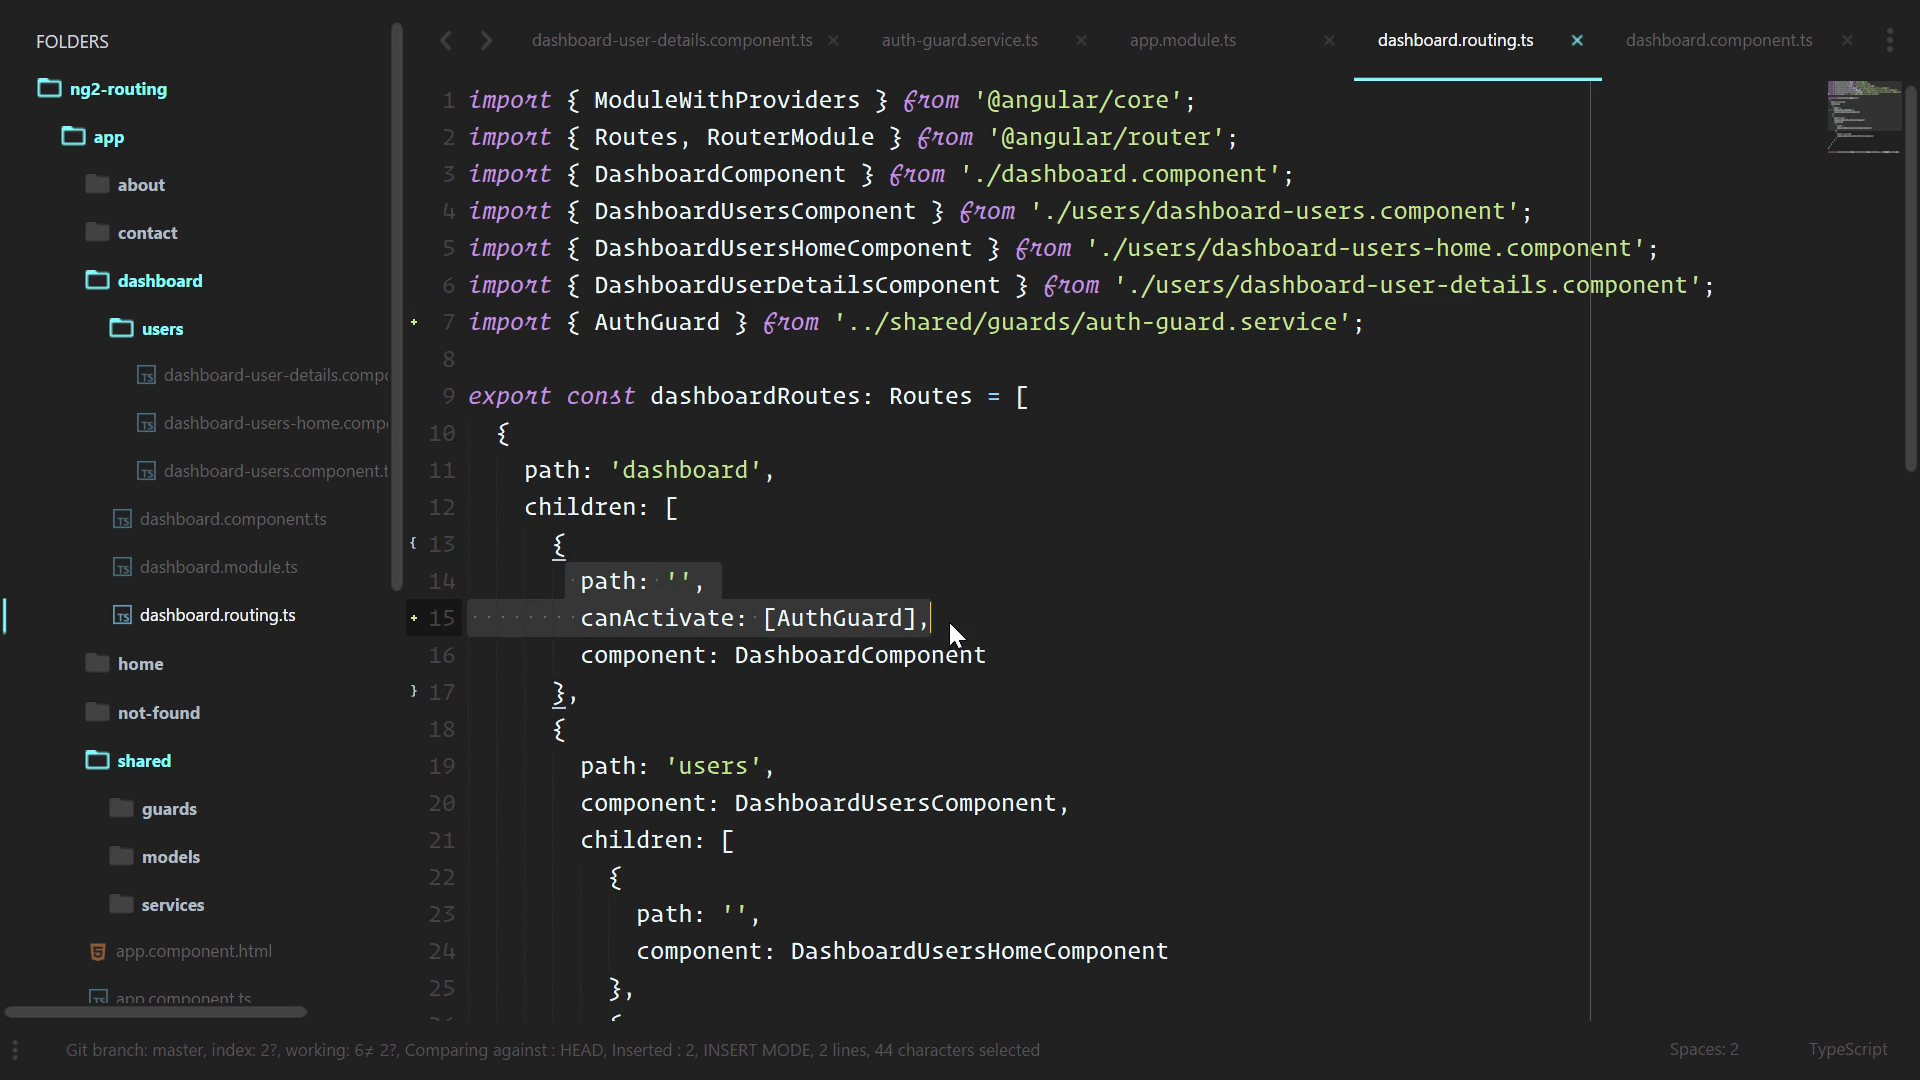 FOLDERS
ng2-routing
app
about
contact
dashboard
users
dashboard-user-details.comp
dashboard-users-home.comp
dashboard-users.component.t
dashboard.component.ts
dashboard.module.ts
dashboard.routing.ts
home
not-found
shared
guards
models
services
app.component.html
app.component.ts
dashboard-user-details.component.ts × auth-guard.service.ts × app.module.ts × dashboard.routing.ts × dashboard.component.ts ×
1 import { ModuleWithProviders } from '@angular/core';
2 import { Routes, RouterModule } from '@angular/router';
3 import { DashboardComponent } from './dashboard.component';
4 import { DashboardUsersComponent } from './users/dashboard-users.component';
5 import { DashboardUsersHomeComponent } from './users/dashboard-users-home.component';
6 import { DashboardUserDetailsComponent } from './users/dashboard-user-details.component';
+ 7 import { AuthGuard } from '../shared/guards/auth-guard.service';
8
9 export const dashboardRoutes: Routes = [
10 {
11 path: 'dashboard',
12 children: [
{ 13 {
14 path: '',
+ 15 canActivate: [AuthGuard],
16 component: DashboardComponent
} 17 },
18 {
19 path: 'users',
20 component: DashboardUsersComponent,
21 children: [
22 {
23 path: '',
24 component: DashboardUsersHomeComponent
25 },
26 {
Git branch: master, index: 2?, working: 6≠ 2?, Comparing against : HEAD, Inserted : 2, INSERT MODE, 2 lines, 44 characters selected
Spaces: 2
TypeScript